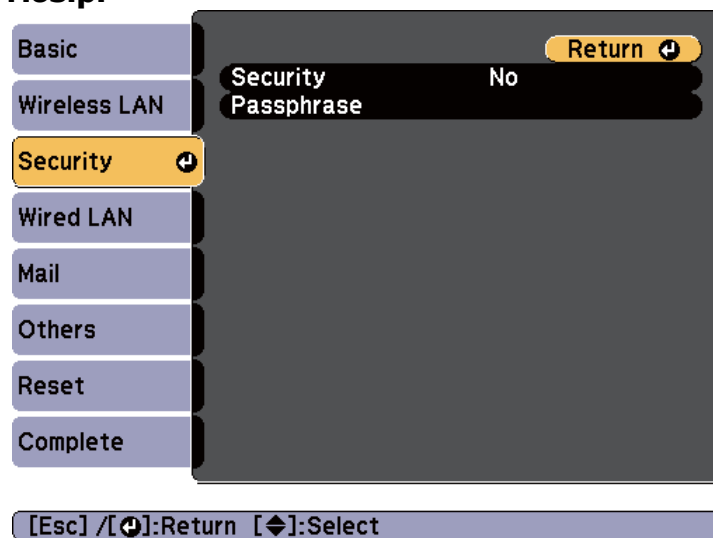 Basic
Wireless LAN
Security
Wired LAN
Mail
Others
Reset
Complete
Return
Security No
Passphrase
[Esc] /[ ]:Return [ ]:Select